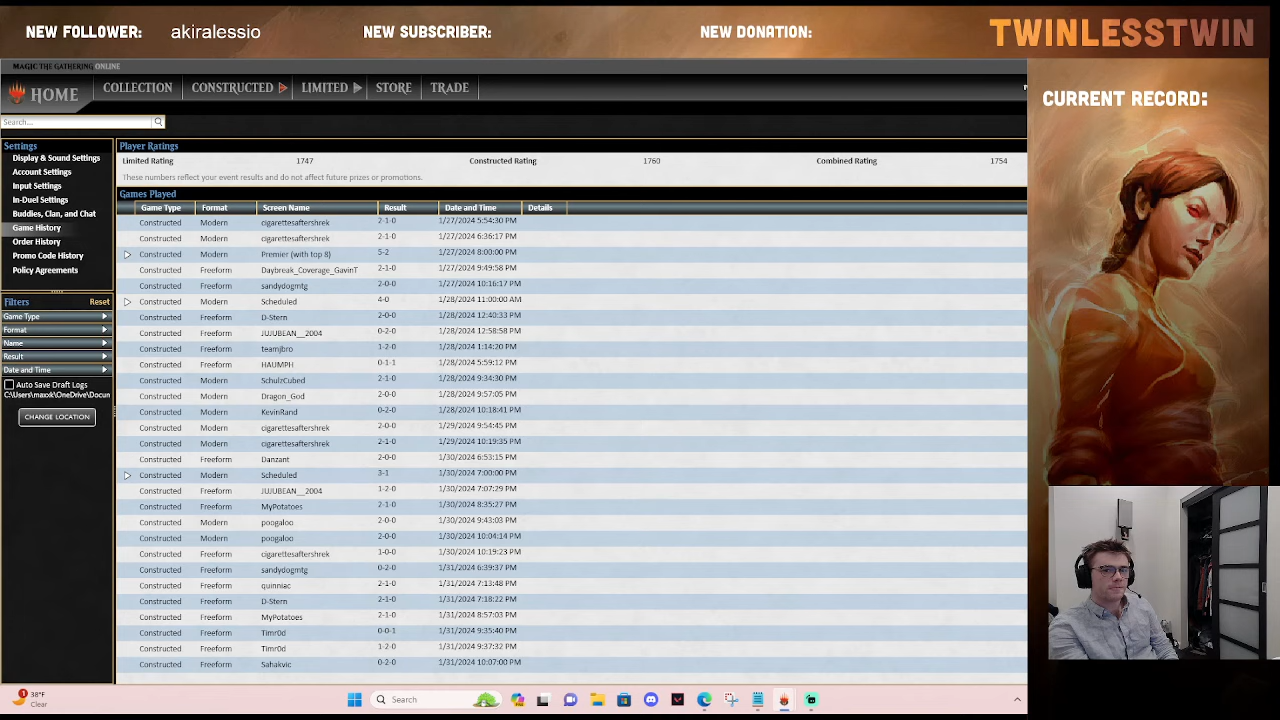 NEW FOLLOWER: akiralessio NEW SUBSCRIBER: NEW DONATION: TWINLESSTWIN
MAGIC THE GATHERING ONLINE
HOME COLLECTION CONSTRUCTED LIMITED STORE TRADE
CURRENT RECORD:
Search...
Settings
Display & Sound Settings
Account Settings
Input Settings
In-Duel Settings
Buddies, Clan, and Chat
Game History
Order History
Promo Code History
Policy Agreements
Filters Reset
Game Type
Format
Name
Result
Date and Time
Auto Save Draft Logs
C:\Users\maxxk\OneDrive\Docun
CHANGE LOCATION
Player Ratings
Limited Rating 1747 Constructed Rating 1760 Combined Rating 1754
These numbers reflect your event results and do not affect future prizes or promotions.
Games Played
Game Type Format Screen Name Result Date and Time Details
Constructed Modern cigarettesaftershrek 2-1-0 1/27/2024 5:54:30 PM
Constructed Modern cigarettesaftershrek 2-1-0 1/27/2024 6:36:17 PM
Constructed Modern Premier (with top 8) 5-2 1/27/2024 8:00:00 PM
Constructed Freeform Daybreak_Coverage_GavinT 2-1-0 1/27/2024 9:49:58 PM
Constructed Freeform sandydogmtg 2-0-0 1/27/2024 10:16:17 PM
Constructed Modern Scheduled 4-0 1/28/2024 11:00:00 AM
Constructed Freeform D-Stern 2-0-0 1/28/2024 12:40:33 PM
Constructed Freeform JUJUBEAN__2004 0-2-0 1/28/2024 12:58:58 PM
Constructed Freeform teamjbro 1-2-0 1/28/2024 1:14:20 PM
Constructed Freeform HAUMPH 0-1-1 1/28/2024 5:59:12 PM
Constructed Modern SchulzCubed 2-1-0 1/28/2024 9:34:30 PM
Constructed Modern Dragon_God 2-0-0 1/28/2024 9:57:05 PM
Constructed Modern KevinRand 0-2-0 1/28/2024 10:18:41 PM
Constructed Modern cigarettesaftershrek 2-0-0 1/29/2024 9:54:45 PM
Constructed Modern cigarettesaftershrek 2-1-0 1/29/2024 10:19:35 PM
Constructed Freeform Danzant 2-0-0 1/30/2024 6:53:15 PM
Constructed Modern Scheduled 3-1 1/30/2024 7:00:00 PM
Constructed Freeform JUJUBEAN__2004 1-2-0 1/30/2024 7:07:29 PM
Constructed Freeform MyPotatoes 2-1-0 1/30/2024 8:35:27 PM
Constructed Modern poogaloo 2-0-0 1/30/2024 9:43:03 PM
Constructed Modern poogaloo 2-0-0 1/30/2024 10:04:14 PM
Constructed Freeform cigarettesaftershrek 1-0-0 1/30/2024 10:19:23 PM
Constructed Freeform sandydogmtg 0-2-0 1/31/2024 6:39:37 PM
Constructed Freeform quinniac 2-1-0 1/31/2024 7:13:48 PM
Constructed Freeform D-Stern 2-1-0 1/31/2024 7:18:22 PM
Constructed Freeform MyPotatoes 2-1-0 1/31/2024 8:57:03 PM
Constructed Freeform Timr0d 0-0-1 1/31/2024 9:35:40 PM
Constructed Freeform Timr0d 1-2-0 1/31/2024 9:37:32 PM
Constructed Freeform Sahakvic 0-2-0 1/31/2024 10:07:00 PM
1 38°F
Clear
Search